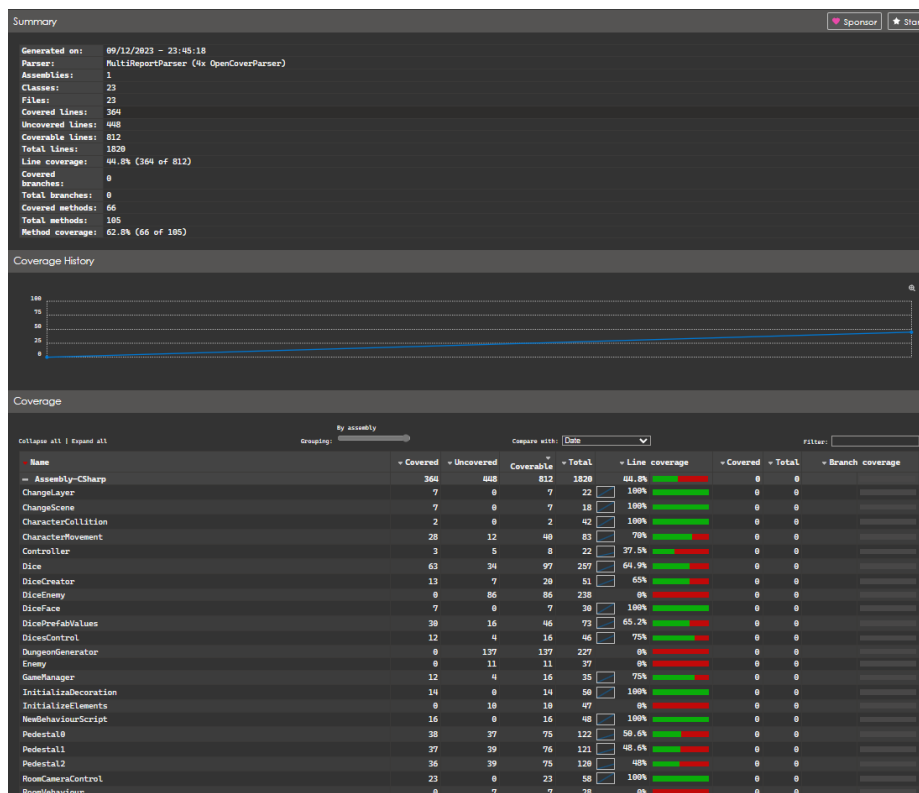 Summary
Sponsor
Star
Generated on: 09/12/2023 - 23:45:18
Parser: MultiReportParser (4x OpenCoverParser)
Assemblies: 1
Classes: 23
Files: 23
Covered lines: 364
Uncovered lines: 448
Coverable lines: 812
Total lines: 1820
Line coverage: 44.8% (364 of 812)
Covered
branches: 0
Total branches: 0
Covered methods: 66
Total methods: 105
Method coverage: 62.8% (66 of 105)
Coverage History
100
75
50
25
0
Coverage
By assembly
Collapse all | Expand all Grouping: Compare with: Date Filter:
Name Covered Uncovered Coverable Total Line coverage Covered Total Branch coverage
Assembly-CSharp 364 448 812 1820 44.8% 0 0
ChangeLayer 7 0 7 22 100% 0 0
ChangeScene 7 0 7 18 100% 0 0
CharacterCollition 2 0 2 42 100% 0 0
CharacterMovement 28 12 40 83 70% 0 0
Controller 3 5 8 22 37.5% 0 0
Dice 63 34 97 257 64.9% 0 0
DiceCreator 13 7 20 51 65% 0 0
DiceEnemy 0 86 86 238 0% 0 0
DiceFace 7 0 7 30 100% 0 0
DicePrefabValues 30 16 46 73 65.2% 0 0
DicesControl 12 4 16 46 75% 0 0
DungeonGenerator 0 137 137 227 0% 0 0
Enemy 0 11 11 37 0% 0 0
GameManager 12 4 16 35 75% 0 0
InitializaDecoration 14 0 14 50 100% 0 0
InitializeElements 0 10 10 47 0% 0 0
NewBehaviourScript 16 0 16 48 100% 0 0
Pedestal0 38 37 75 122 50.6% 0 0
Pedestal1 37 39 76 121 48.6% 0 0
Pedestal2 36 39 75 120 48% 0 0
RoomCameraControl 23 0 23 58 100% 0 0
RoomVehaviour 0 7 7 28 0% 0 0